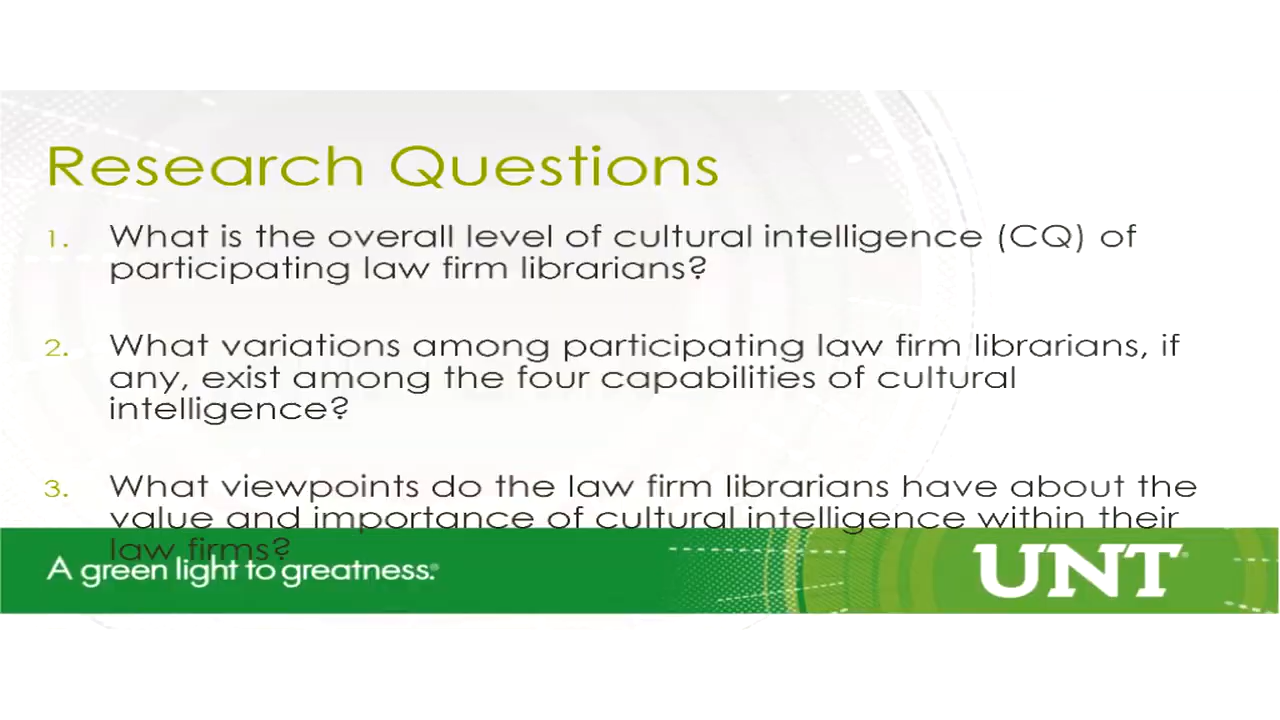 Research Questions
1. What is the overall level of cultural intelligence (CQ) of
participating law firm librarians?
2. What variations among participating law firm librarians, if
any, exist among the four capabilities of cultural
intelligence?
3. What viewpoints do the law firm librarians have about the
value and importance of cultural intelligence within their
law firms?
A green light to greatness.®
UNT®